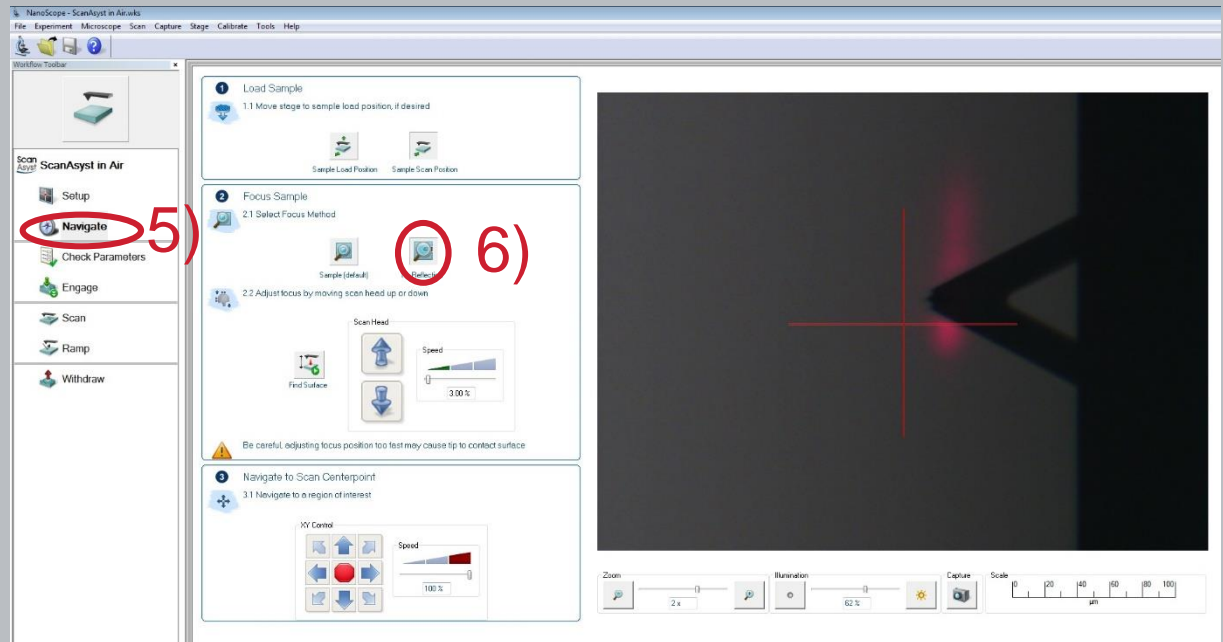 NanoScope - ScanAsyst in Air.wks
File Experiment Microscope Scan Capture Stage Calibrate Tools Help
Workflow Toolbar x
Scan Asyst ScanAsyst in Air
Setup
Navigate
5)
Check Parameters
Engage
Scan
Ramp
Withdraw
1 Load Sample
1.1 Move stage to sample load position, if desired
Sample Load Position Sample Scan Position
2 Focus Sample
2.1 Select Focus Method
6)
Sample (default)
2.2 Adjust focus by moving scan head up or down
Scan Head
Speed
3.00 %
Find Surface
Be careful, adjusting focus position too fast may cause tip to contact surface
3 Navigate to Scan Centerpoint
3.1 Navigate to a region of interest
XY Control
Speed
100 %
Zoom
2 x
Illumination
62 %
Capture
Scale
0 20 40 60 80 100
µm